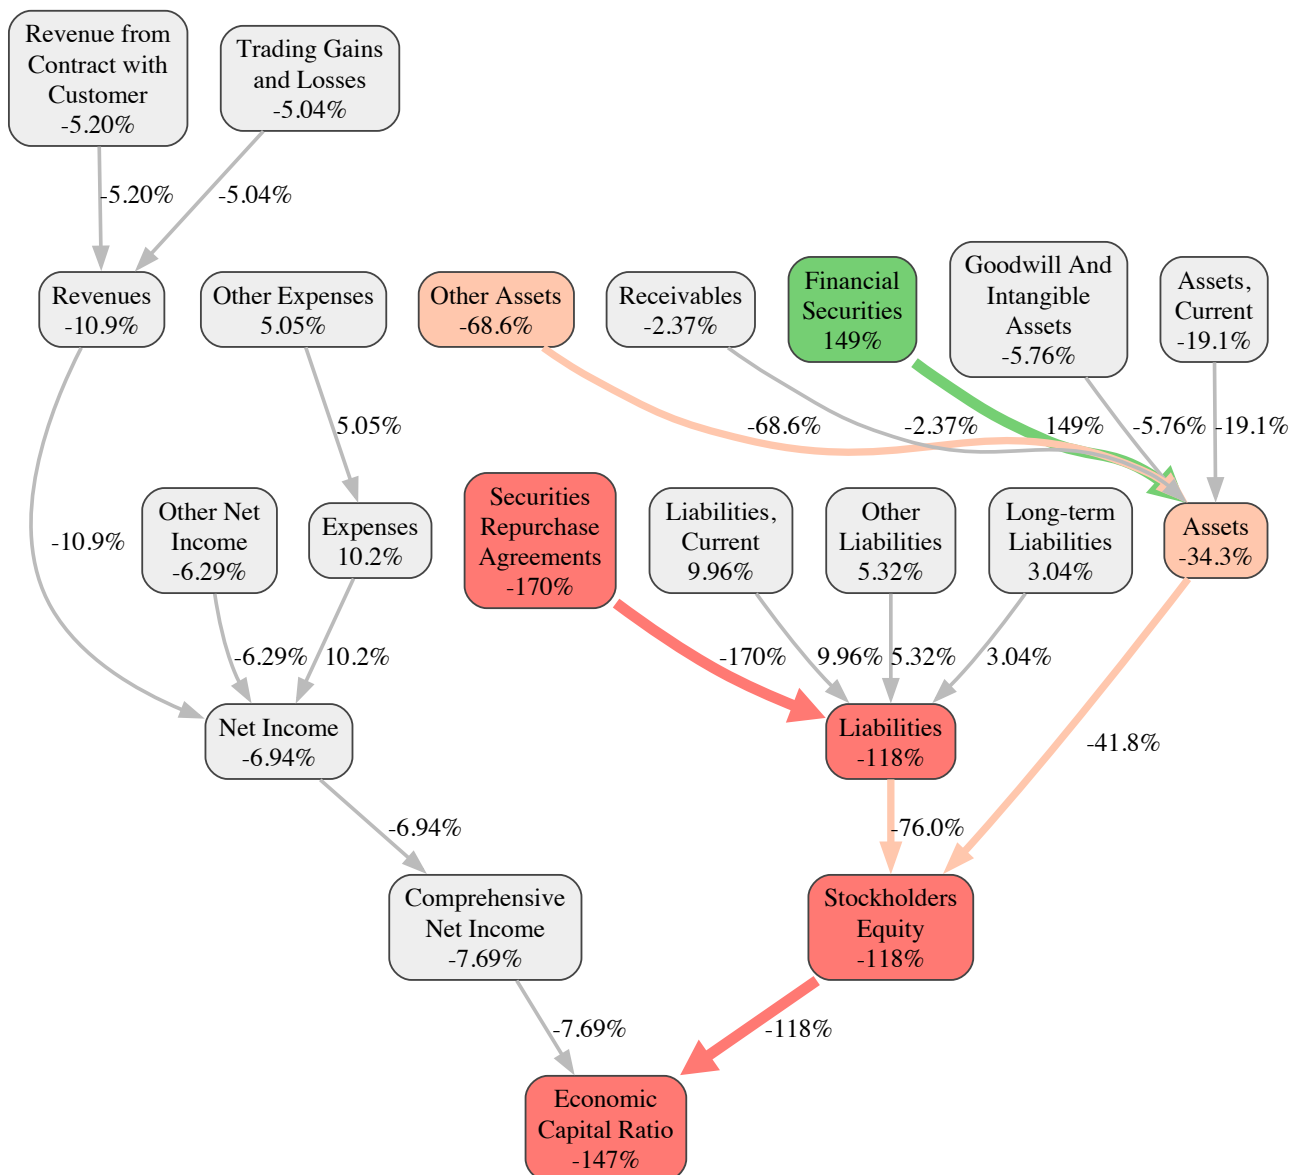 Revenue from
Contract with
Customer
-5.20%
Trading Gains
and Losses
-5.04%
-5.20%
-5.04%
Revenues
-10.9%
Other Expenses
5.05%
Other Assets
-68.6%
Receivables
-2.37%
Financial
Securities
149%
Goodwill And
Intangible
Assets
-5.76%
Assets,
Current
-19.1%
5.05%
-68.6%
-2.37%
149%
-5.76%
-19.1%
-10.9%
Other Net
Income
-6.29%
Expenses
10.2%
Securities
Repurchase
Agreements
-170%
Liabilities,
Current
9.96%
Other
Liabilities
5.32%
Long-term
Liabilities
3.04%
Assets
-34.3%
-6.29%
10.2%
-170%
9.96%
5.32%
3.04%
Net Income
-6.94%
Liabilities
-118%
-41.8%
-6.94%
-76.0%
Comprehensive
Net Income
-7.69%
Stockholders
Equity
-118%
-7.69%
-118%
Economic
Capital Ratio
-147%